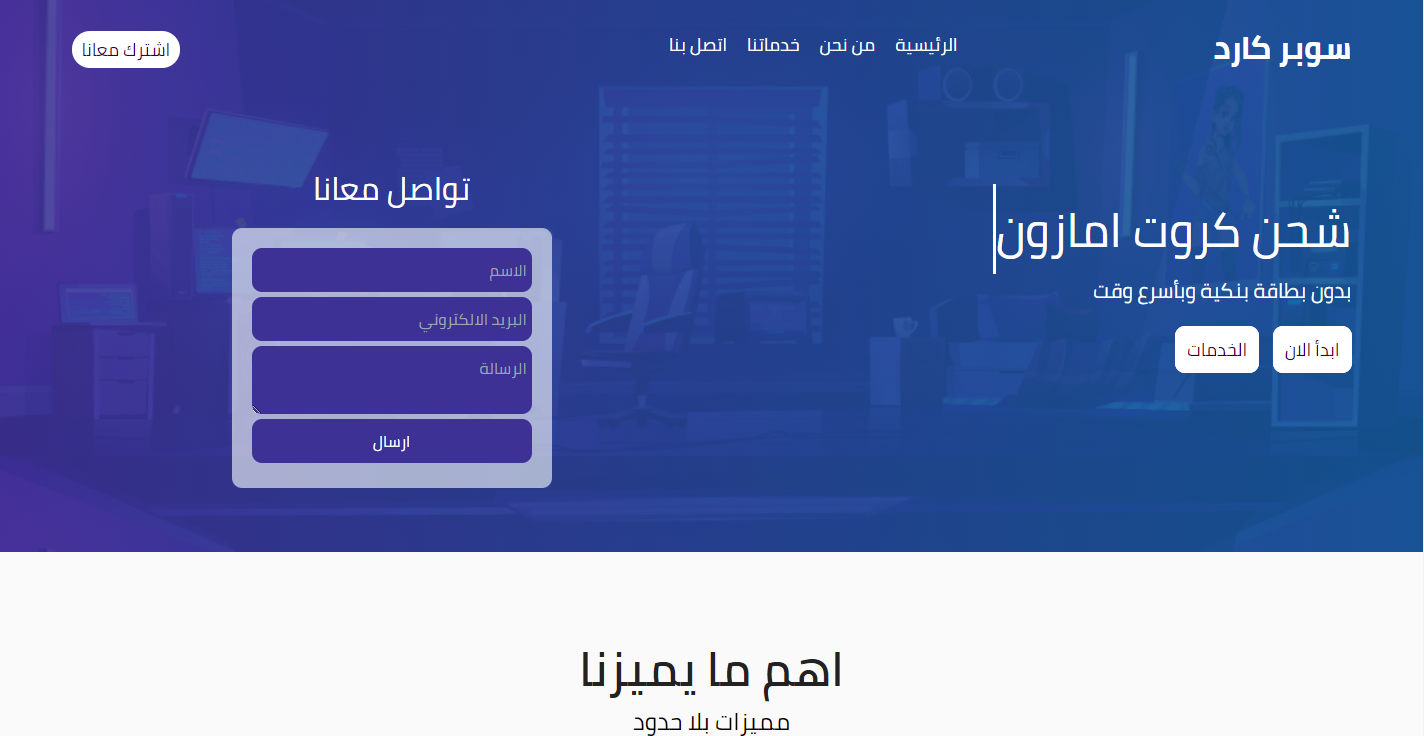 سوبر كارد
الرئيسية
من نحن
خدماتنا
اتصل بنا
اشترك معانا
شحن كروت امازون
بدون بطاقة بنكية وبأسرع وقت
ابدأ الان
الخدمات
تواصل معانا
الاسم
البريد الالكتروني
الرسالة
ارسال
اهم ما يميزنا
مميزات بلا حدود